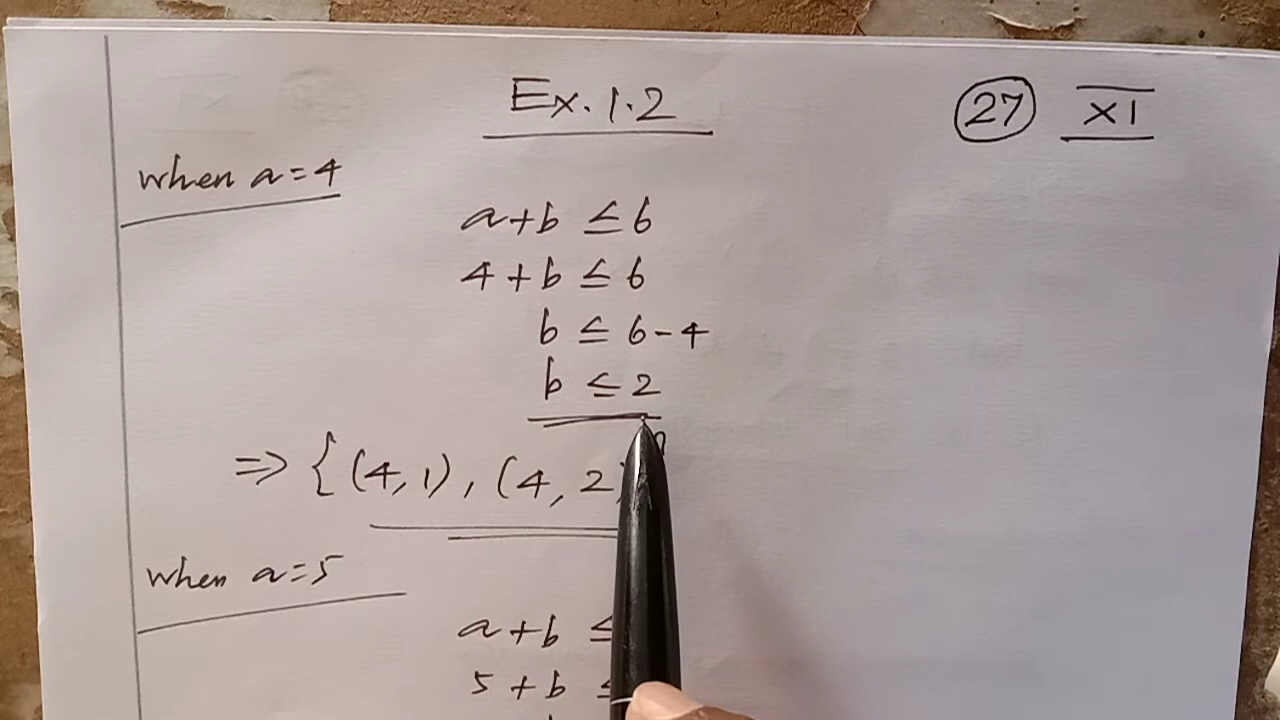 Ex. 1.2
27 XI
when a = 4
a + b ≤ 6
4 + b ≤ 6
b ≤ 6 - 4
b ≤ 2
=> {(4, 1), (4, 2)
when a = 5
a + b ≤
5 + b ≤